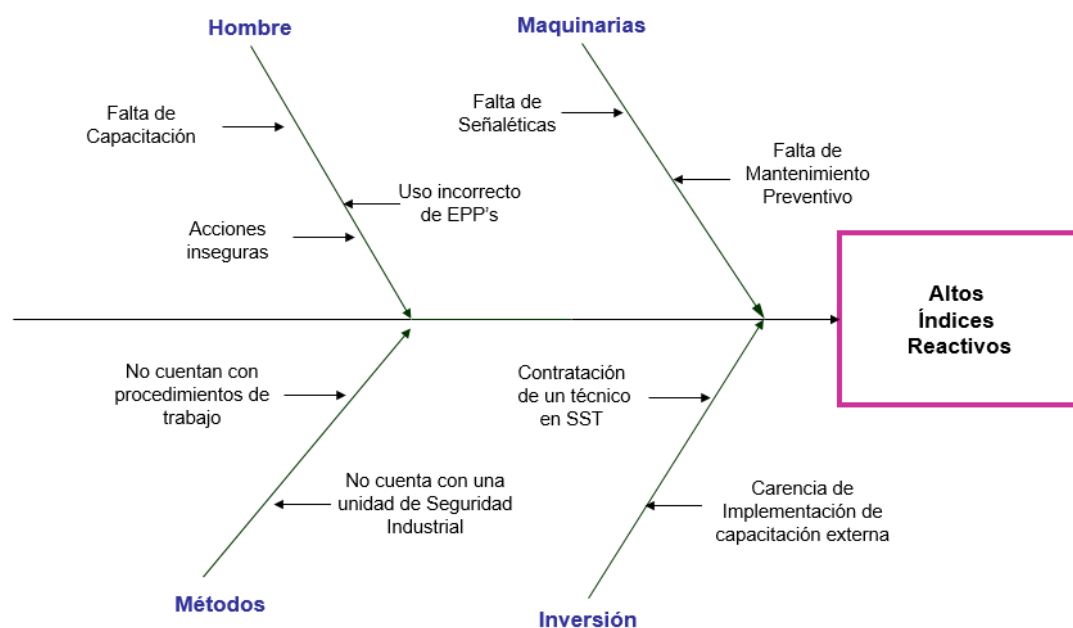 Hombre
Maquinarias
Falta de
Capacitación
Falta de
Señaléticas
Falta de
Mantenimiento
Preventivo
Uso incorrecto
de EPP's
Acciones
inseguras
Altos
Índices
Reactivos
No cuentan con
procedimientos de
trabajo
Contratación
de un técnico
en SST
No cuenta con una
unidad de Seguridad
Industrial
Carencia de
Implementación de
capacitación externa
Métodos
Inversión